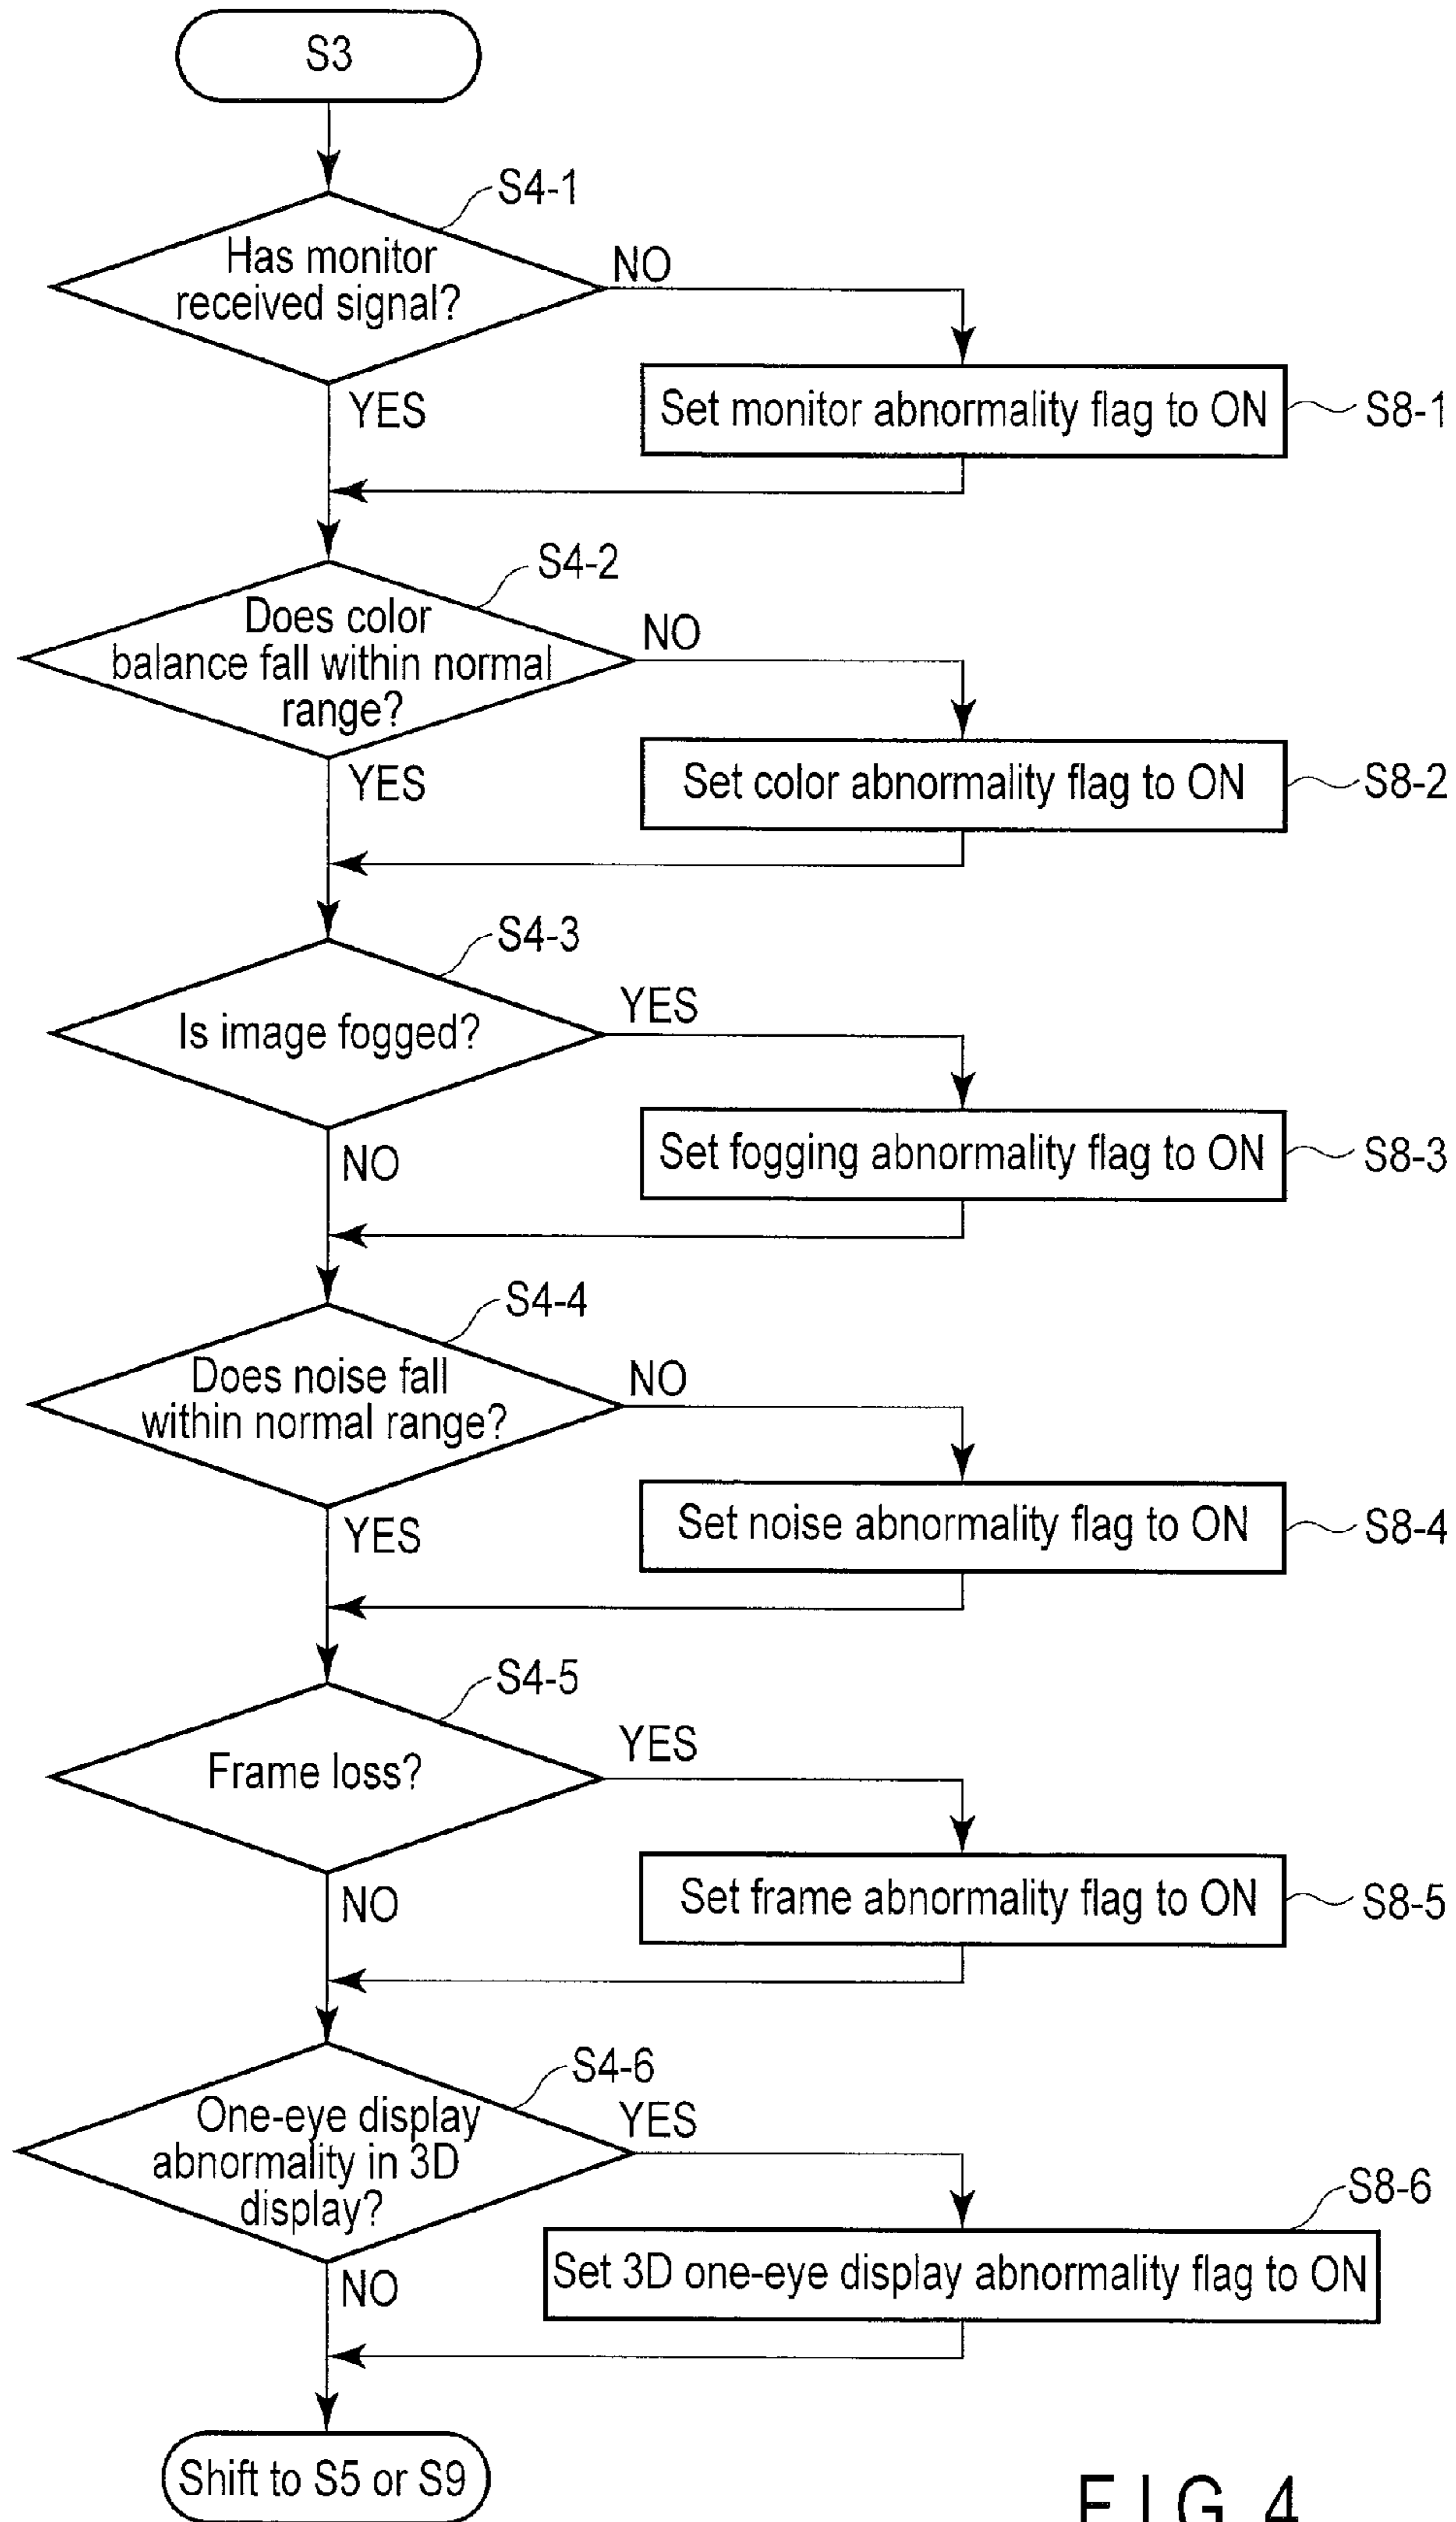 S3
S4-1
Has monitor
received signal?
NO
YES
Set monitor abnormality flag to ON
S8-1
S4-2
Does color
balance fall within normal
range?
NO
YES
Set color abnormality flag to ON
S8-2
S4-3
Is image fogged?
YES
NO
Set fogging abnormality flag to ON
S8-3
S4-4
Does noise fall
within normal range?
NO
YES
Set noise abnormality flag to ON
S8-4
S4-5
Frame loss?
YES
NO
Set frame abnormality flag to ON
S8-5
S4-6
One-eye display
abnormality in 3D
display?
YES
NO
S8-6
Set 3D one-eye display abnormality flag to ON
Shift to S5 or S9
FIG. 4